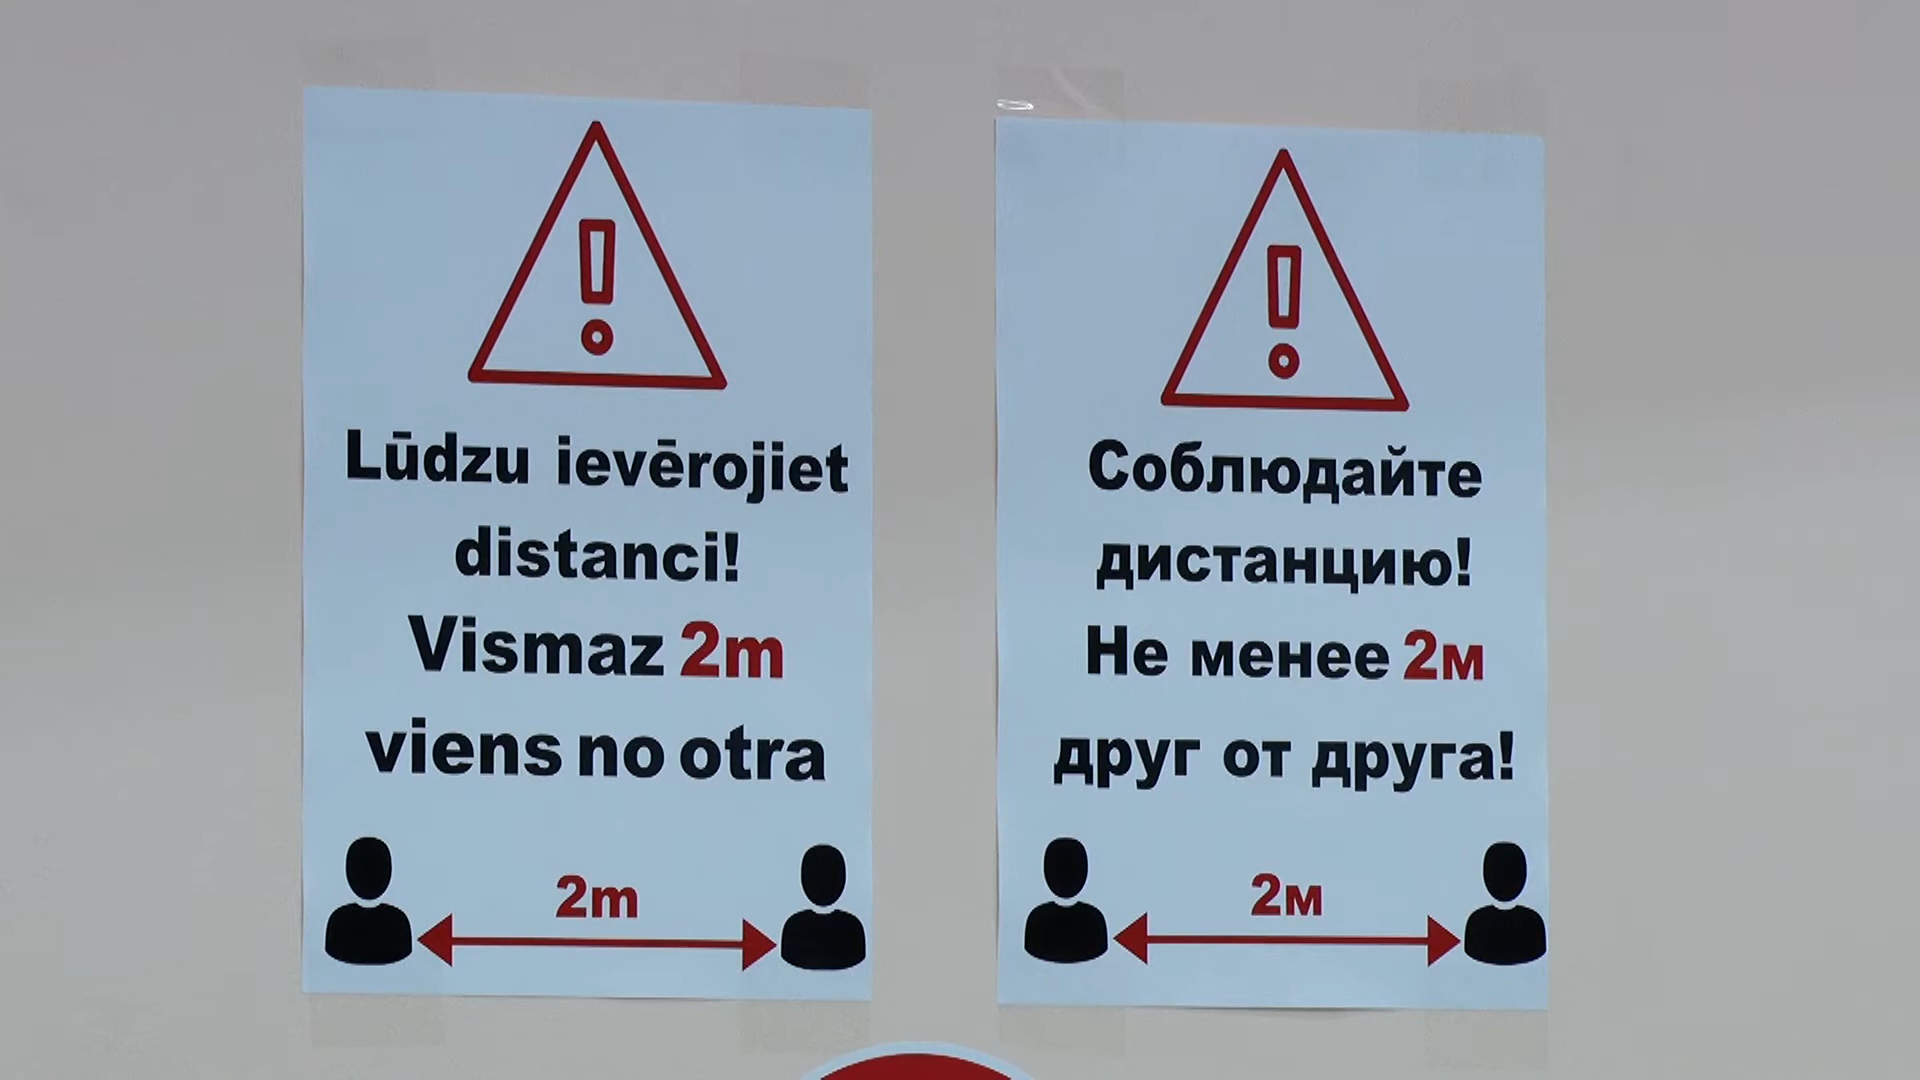 Lūdzu ievērojiet
distanci!
Vismaz 2m
viens no otra
2m
Соблюдайте
дистанцию!
Не менее 2м
друг от друга!
2м